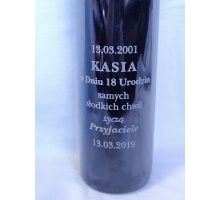 13.03.2001
KASIA
w Dniu 18 Urodzin
samych
słodkich chwil
życzą
Przyjaciele
13.03.2019